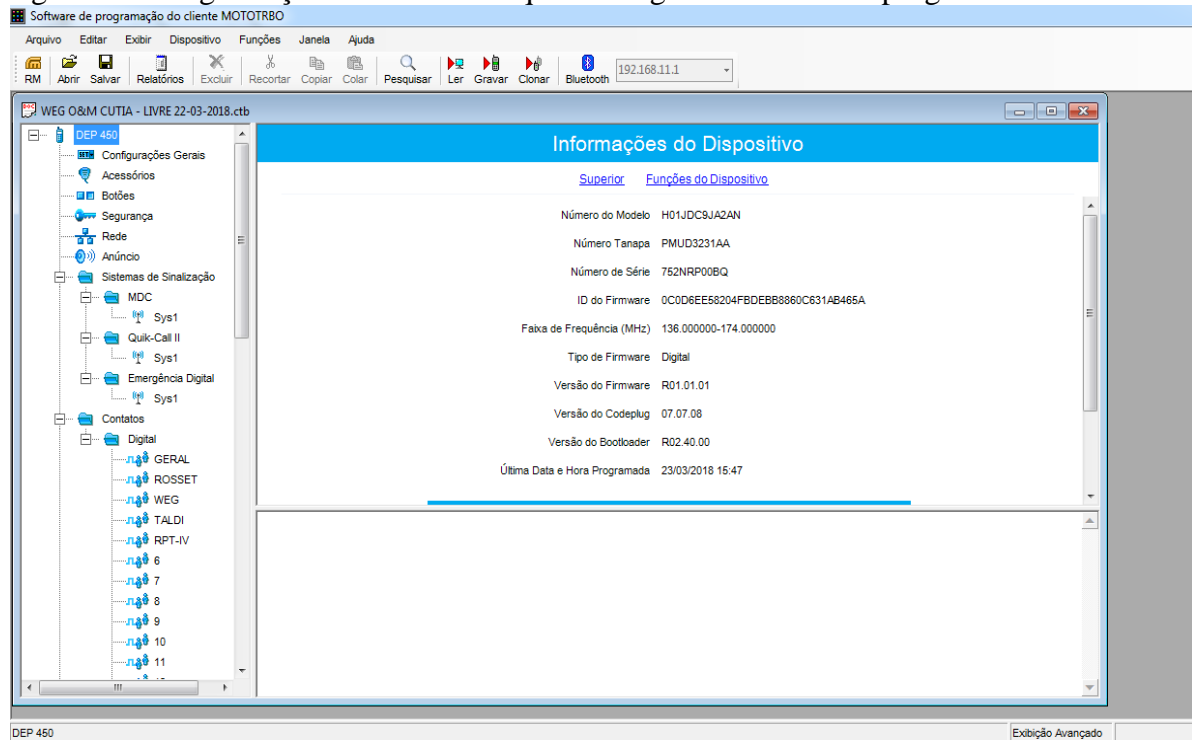 Software de programação do cliente MOTOTRBO
Arquivo Editar Exibir Dispositivo Funções Janela Ajuda
RM Abrir Salvar Relatórios Excluir Recortar Copiar Colar Pesquisar Ler Gravar Clonar Bluetooth 192.168.11.1
WEG O&M CUTIA - LIVRE 22-03-2018.ctb
DEP 450
Configurações Gerais
Acessórios
Botões
Segurança
Rede
Anúncio
Sistemas de Sinalização
MDC
Sys1
Quik-Call II
Sys1
Emergência Digital
Sys1
Contatos
Digital
GERAL
ROSSET
WEG
TALDI
RPT-IV
6
7
8
9
10
11
Informações do Dispositivo
Superior Funções do Dispositivo
Número do Modelo H01JDC9JA2AN
Número Tanapa PMUD3231AA
Número de Série 752NRP00BQ
ID do Firmware 0C0D6EE58204FBDEBB8860C631AB465A
Faixa de Frequência (MHz) 136.000000-174.000000
Tipo de Firmware Digital
Versão do Firmware R01.01.01
Versão do Codeplug 07.07.08
Versão do Bootloader R02.40.00
Última Data e Hora Programada 23/03/2018 15:47
DEP 450 Exibição Avançado